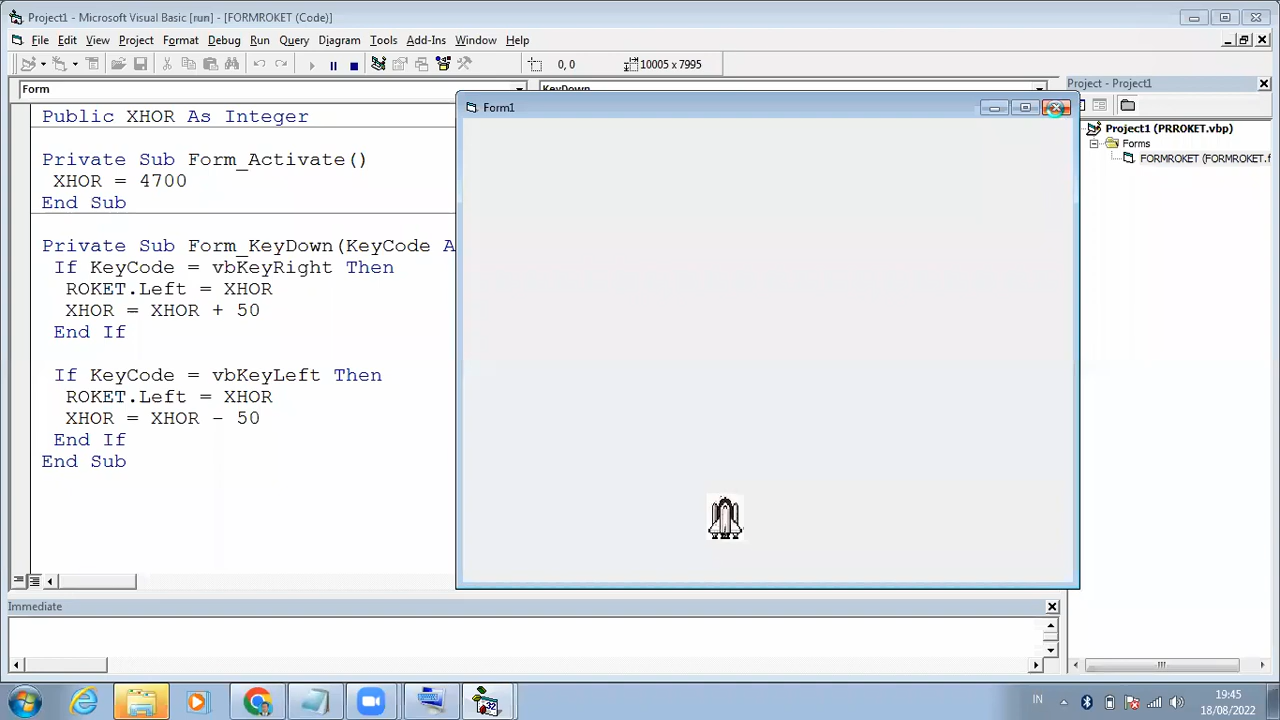 Project1 - Microsoft Visual Basic [run] - [FORMROKET (Code)]
File Edit View Project Format Debug Run Query Diagram Tools Add-Ins Window Help
0, 0 10005 x 7995
Form KeyDown
Project - Project1
Form1
Public XHOR As Integer
Private Sub Form_Activate()
XHOR = 4700
End Sub
Private Sub Form_KeyDown(KeyCode A
If KeyCode = vbKeyRight Then
ROKET.Left = XHOR
XHOR = XHOR + 50
End If
If KeyCode = vbKeyLeft Then
ROKET.Left = XHOR
XHOR = XHOR - 50
End If
End Sub
Project1 (PRROKET.vbp)
Forms
FORMROKET (FORMROKET.f
Immediate
32
IN
19:45
18/08/2022